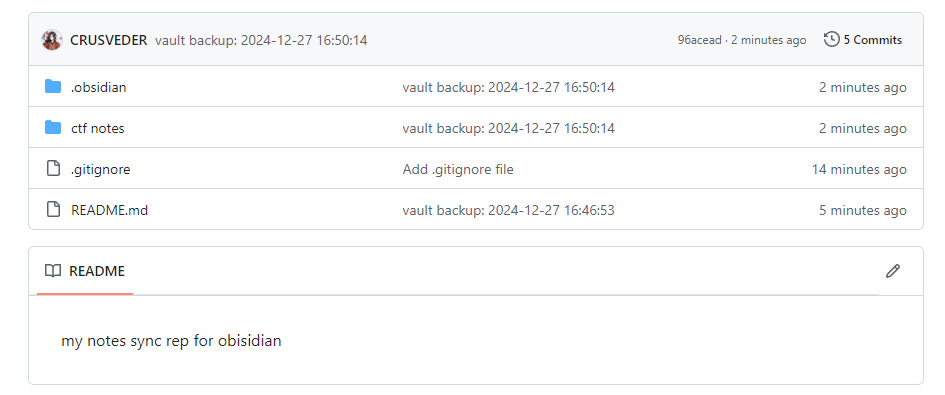 CRUSVEDER vault backup: 2024-12-27 16:50:14 96acead · 2 minutes ago 5 Commits
.obsidian vault backup: 2024-12-27 16:50:14 2 minutes ago
ctf notes vault backup: 2024-12-27 16:50:14 2 minutes ago
.gitignore Add .gitignore file 14 minutes ago
README.md vault backup: 2024-12-27 16:46:53 5 minutes ago
README
my notes sync rep for obisidian